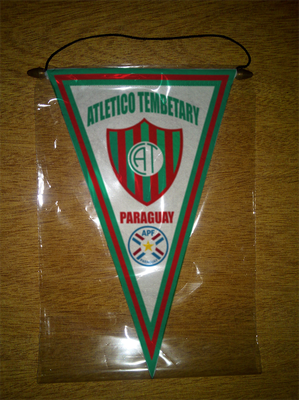 ATLETICO TEMBETARY
AT
PARAGUAY
APF